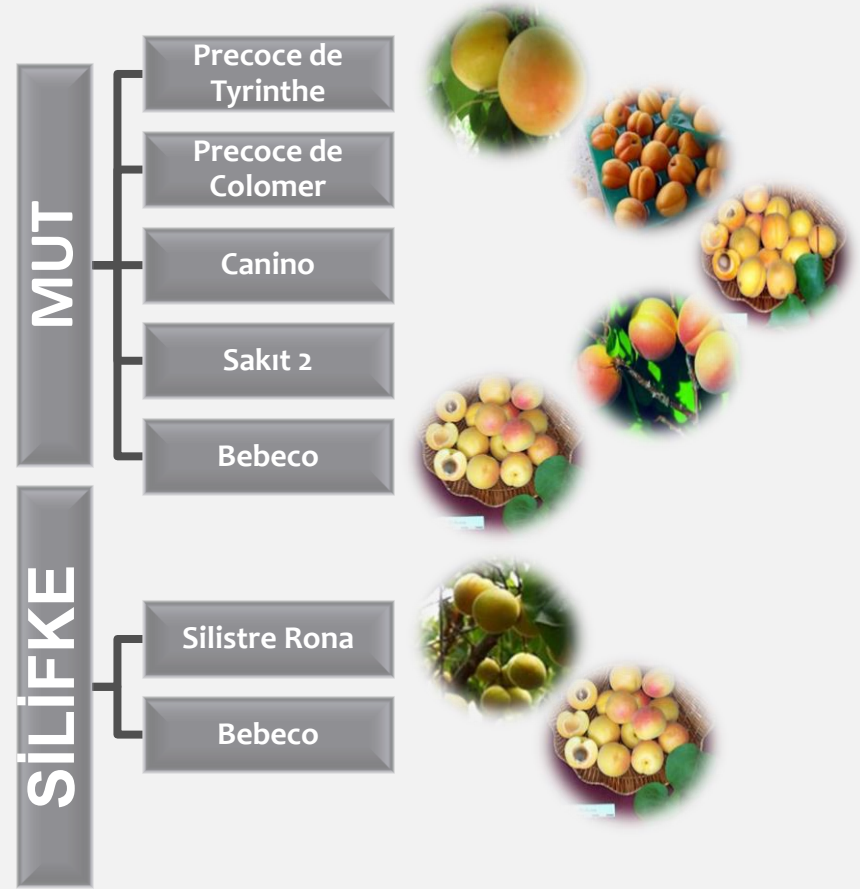 MUT
Precoce de
Tyrinthe
Precoce de
Colomer
Canino
Sakıt 2
Bebeco
SİLİFKE
Silistre Rona
Bebeco